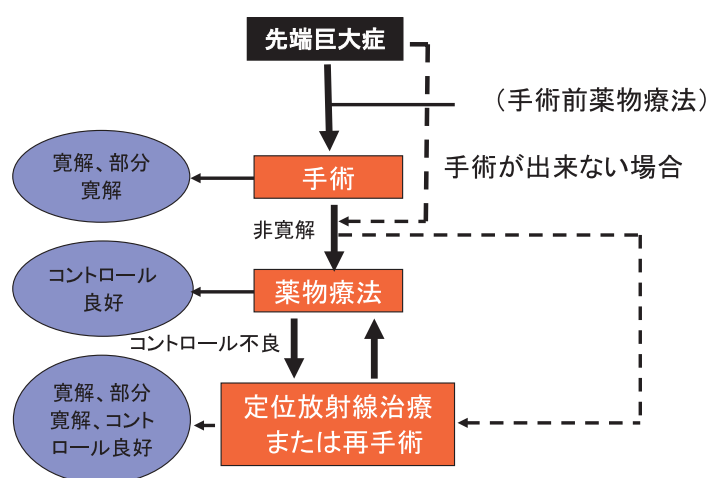 先端巨大症
（手術前薬物療法）
寛解、部分
寛解
手術
手術が出来ない場合
非寛解
コントロール
良好
薬物療法
コントロール不良
寛解、部分
寛解、コント
ロール良好
定位放射線治療
または再手術